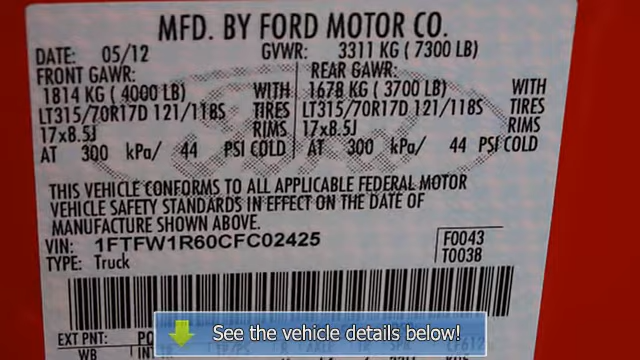 MFD. BY FORD MOTOR CO.
DATE: 05/12 GVWR: 3311 KG (7300 LB)
FRONT GAWR: REAR GAWR:
1814 KG (4000 LB) WITH 1678 KG (3700 LB) WITH
LT315/70R17D 121/118S TIRES LT315/70R17D 121/118S TIRES
17x8.5J RIMS 17x8.5J RIMS
AT 300 kPa/ 44 PSI COLD AT 300 kPa/ 44 PSI COLD
THIS VEHICLE CONFORMS TO ALL APPLICABLE FEDERAL MOTOR
VEHICLE SAFETY STANDARDS IN EFFECT ON THE DATE OF
MANUFACTURE SHOWN ABOVE.
VIN: 1FTFW1R60CFC02425 F0043
TYPE: Truck T0038
EXT PNT: PQ
See the vehicle details below!
WB INT